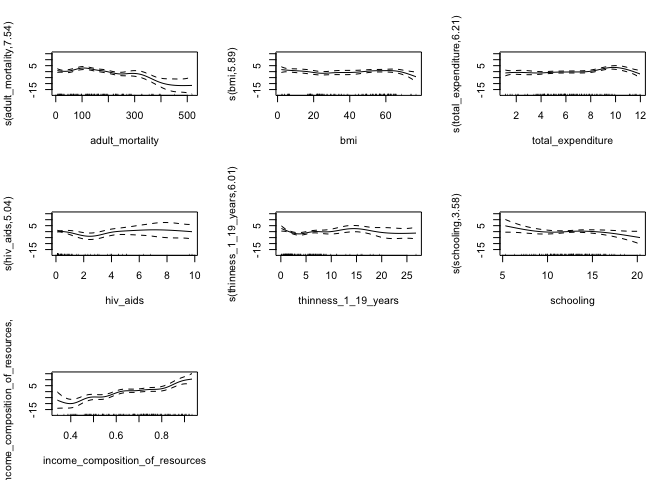 s(adult_mortality,7.54)
5
-15
0 100 300 500
adult_mortality
s(bmi,5.89)
5
-15
0 20 40 60
bmi
s(total_expenditure,6.21)
5
-15
2 4 6 8 10 12
total_expenditure
s(hiv_aids,5.04)
5
-15
0 2 4 6 8 10
hiv_aids
s(thinness_1_19_years,6.01)
5
-15
0 5 10 15 20 25
thinness_1_19_years
s(schooling,3.58)
5
-15
5 10 15 20
schooling
ncome_composition_of_resources,
5
-15
0.4 0.6 0.8
income_composition_of_resources